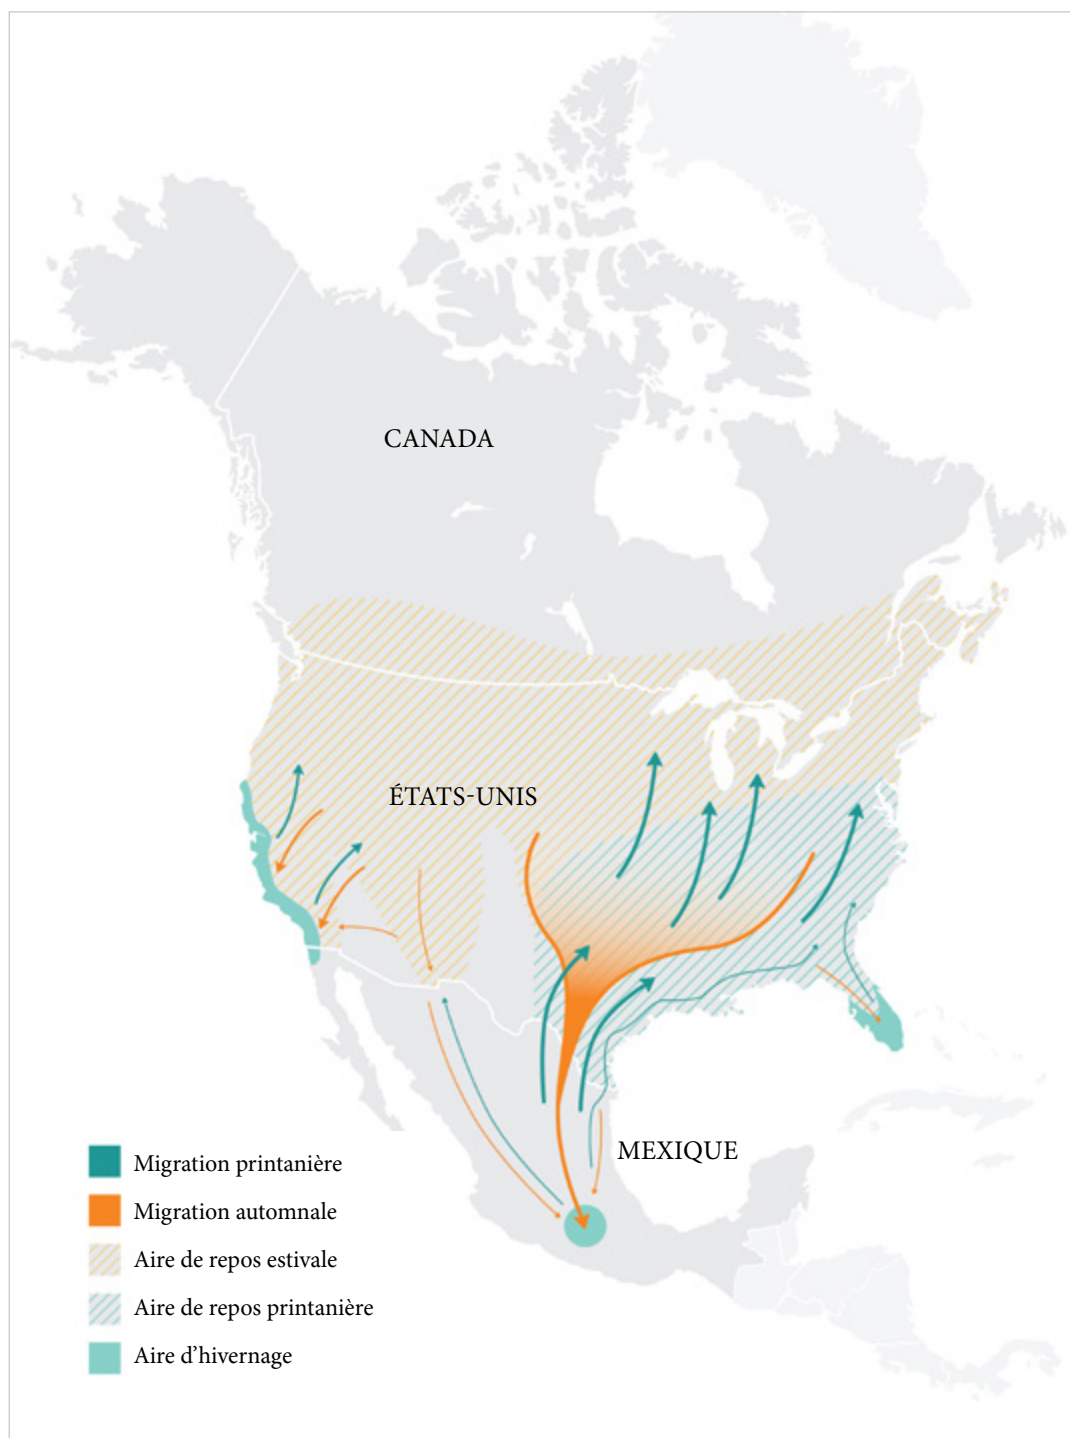 CANADA
ÉTATS-UNIS
MEXIQUE
Migration printanière
Migration automnale
Aire de repos estivale
Aire de repos printanière
Aire d’hivernage